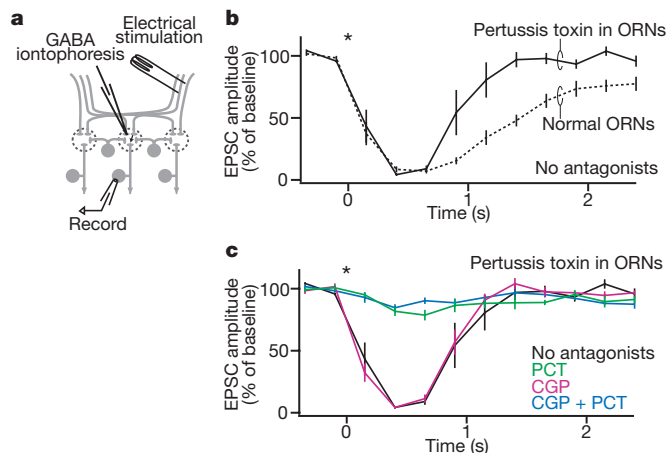 a
Electrical
stimulation
GABA
iontophoresis
Record
b
*
Pertussis toxin in ORNs
Normal ORNs
No antagonists
EPSC amplitude
(% of baseline)
100
50
0
0
1
2
Time (s)
c
*
Pertussis toxin in ORNs
No antagonists
PCT
CGP
CGP + PCT
EPSC amplitude
(% of baseline)
100
50
0
0
1
2
Time (s)